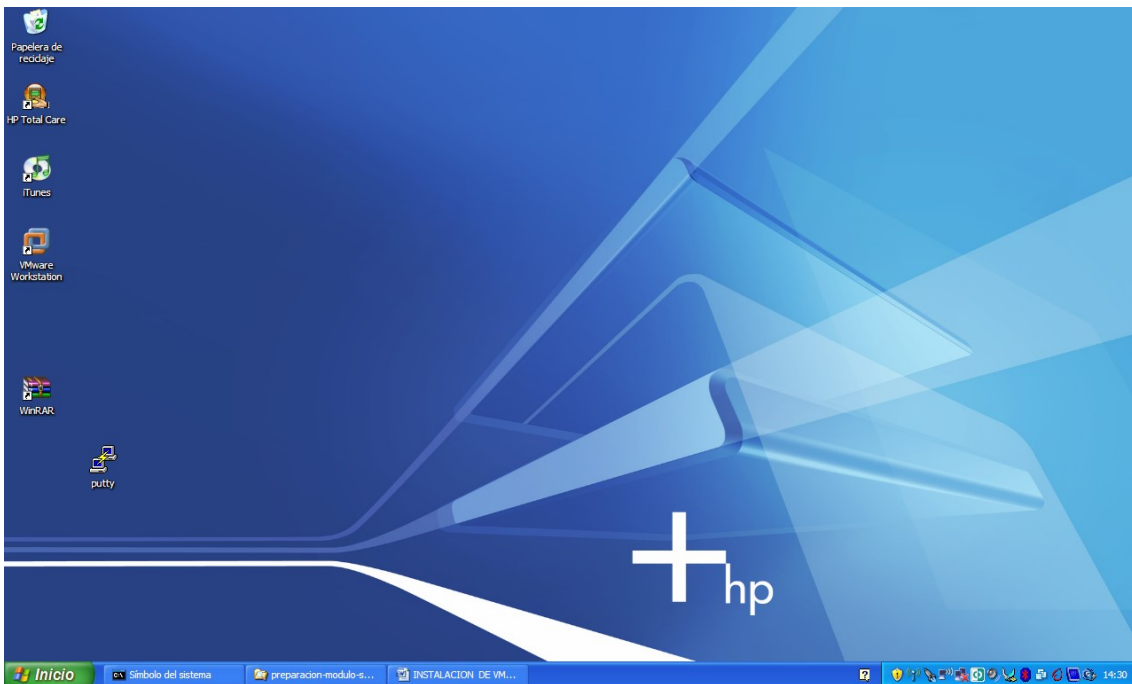 Papelera de
reciclaje
HP Total Care
iTunes
VMware
Workstation
WinRAR
putty
hp
Inicio
Símbolo del sistema
preparacion-modulo-s...
INSTALACION DE VM...
14:30